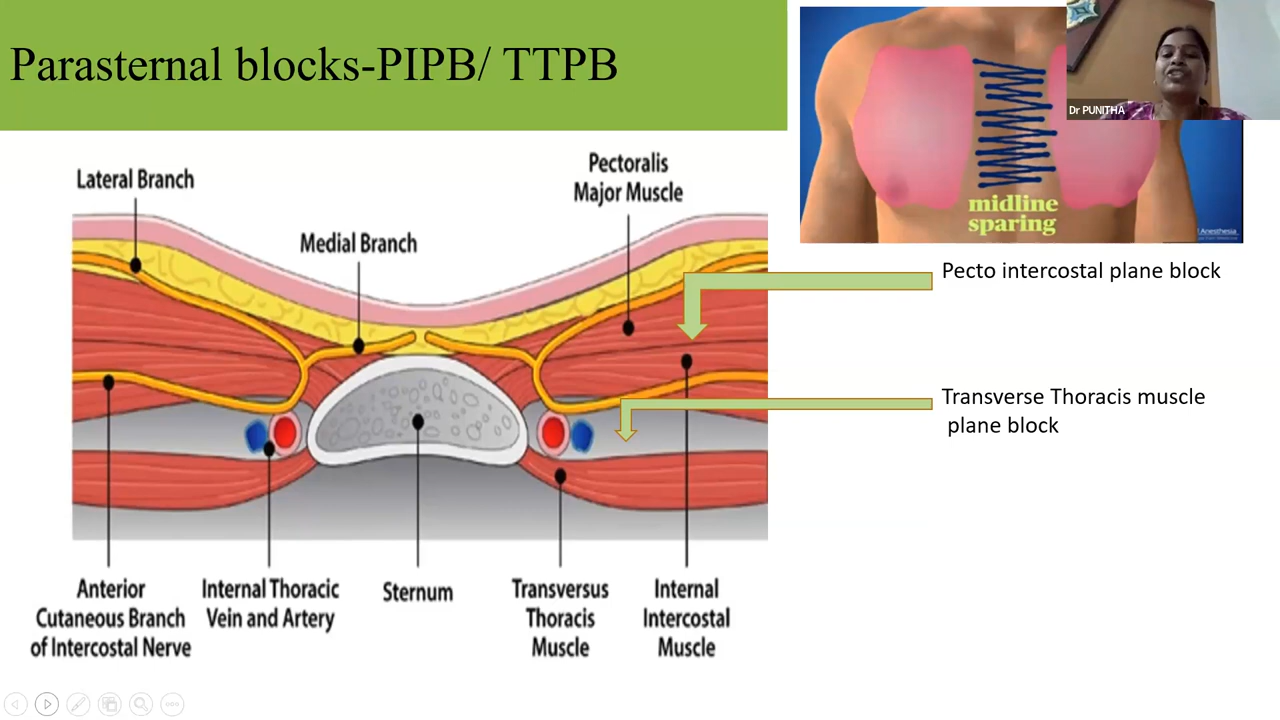 Parasternal blocks-PIPB/ TTPB
Dr PUNITHA
midline
sparing
Anesthesia
Lateral Branch
Medial Branch
Pectoralis
Major Muscle
Pecto intercostal plane block
Transverse Thoracis muscle
plane block
Anterior
Cutaneous Branch
of Intercostal Nerve
Internal Thoracic
Vein and Artery
Sternum
Transversus
Thoracis
Muscle
Internal
Intercostal
Muscle